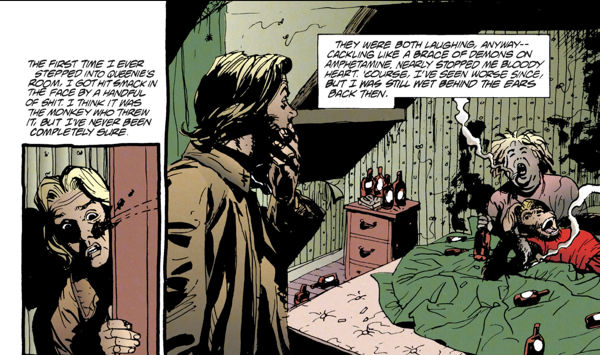 THE FIRST TIME I EVER
STEPPED INTO QUEENIE'S
ROOM, I GOT HIT SMACK IN
THE FACE BY A HANDFUL
OF SHIT. I THINK IT WAS
THE MONKEY WHO THREW
IT, BUT I'VE NEVER BEEN
COMPLETELY SURE.
THEY WERE BOTH LAUGHING, ANYWAY--
CACKLING LIKE A BRACE OF DEMONS ON
AMPHETAMINE. NEARLY STOPPED ME BLOODY
HEART. COURSE, I'VE SEEN WORSE SINCE,
BUT I WAS STILL WET BEHIND THE EARS
BACK THEN.